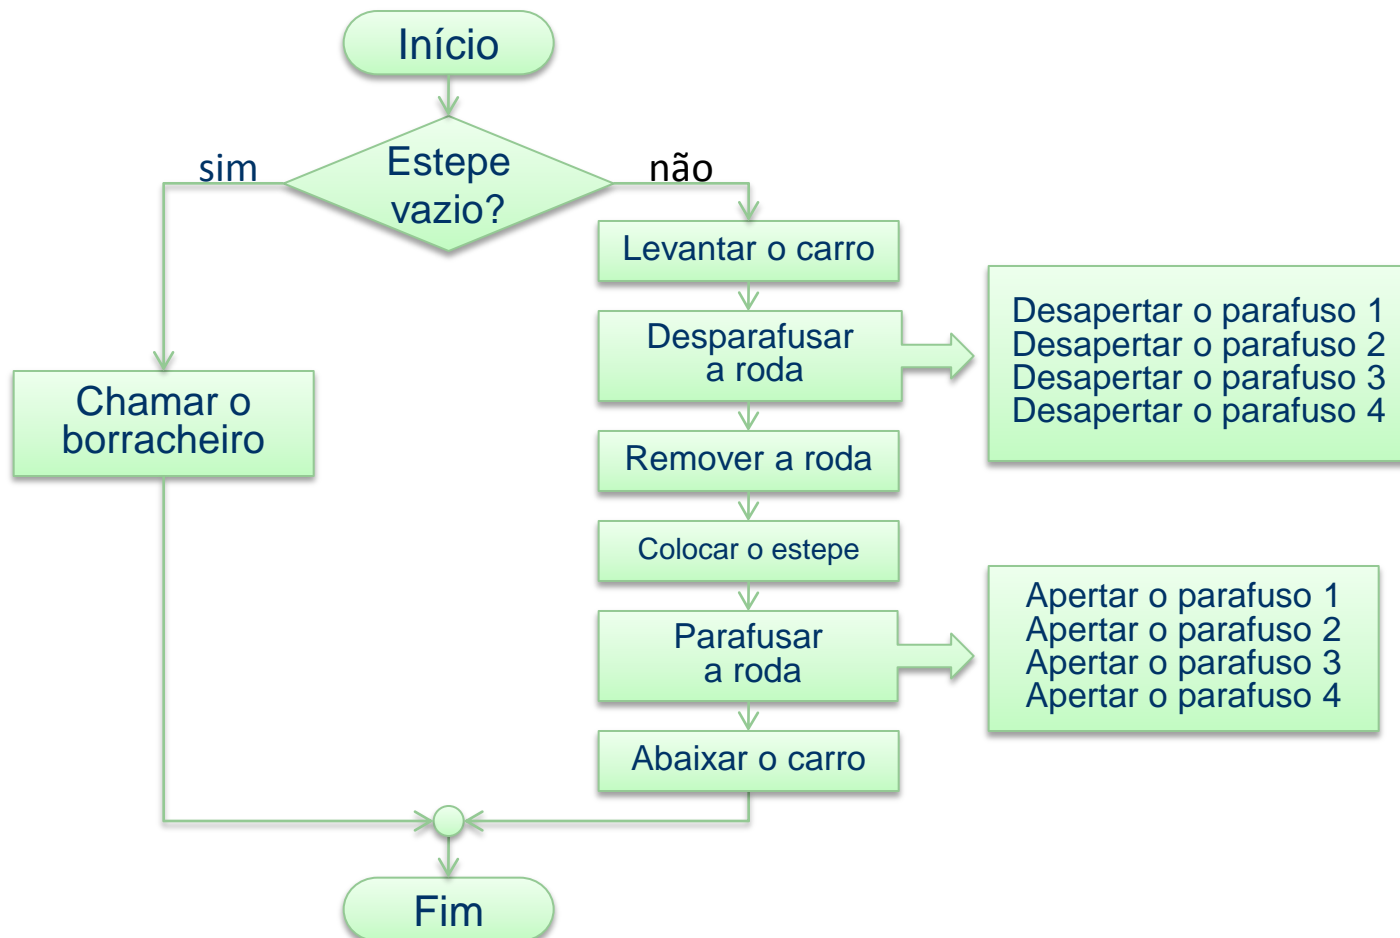 Início
Estepe
vazio?
sim
não
Levantar o carro
Desparafusar
a roda
Desapertar o parafuso 1
Desapertar o parafuso 2
Desapertar o parafuso 3
Desapertar o parafuso 4
Chamar o
borracheiro
Remover a roda
Colocar o estepe
Parafusar
a roda
Apertar o parafuso 1
Apertar o parafuso 2
Apertar o parafuso 3
Apertar o parafuso 4
Abaixar o carro
Fim